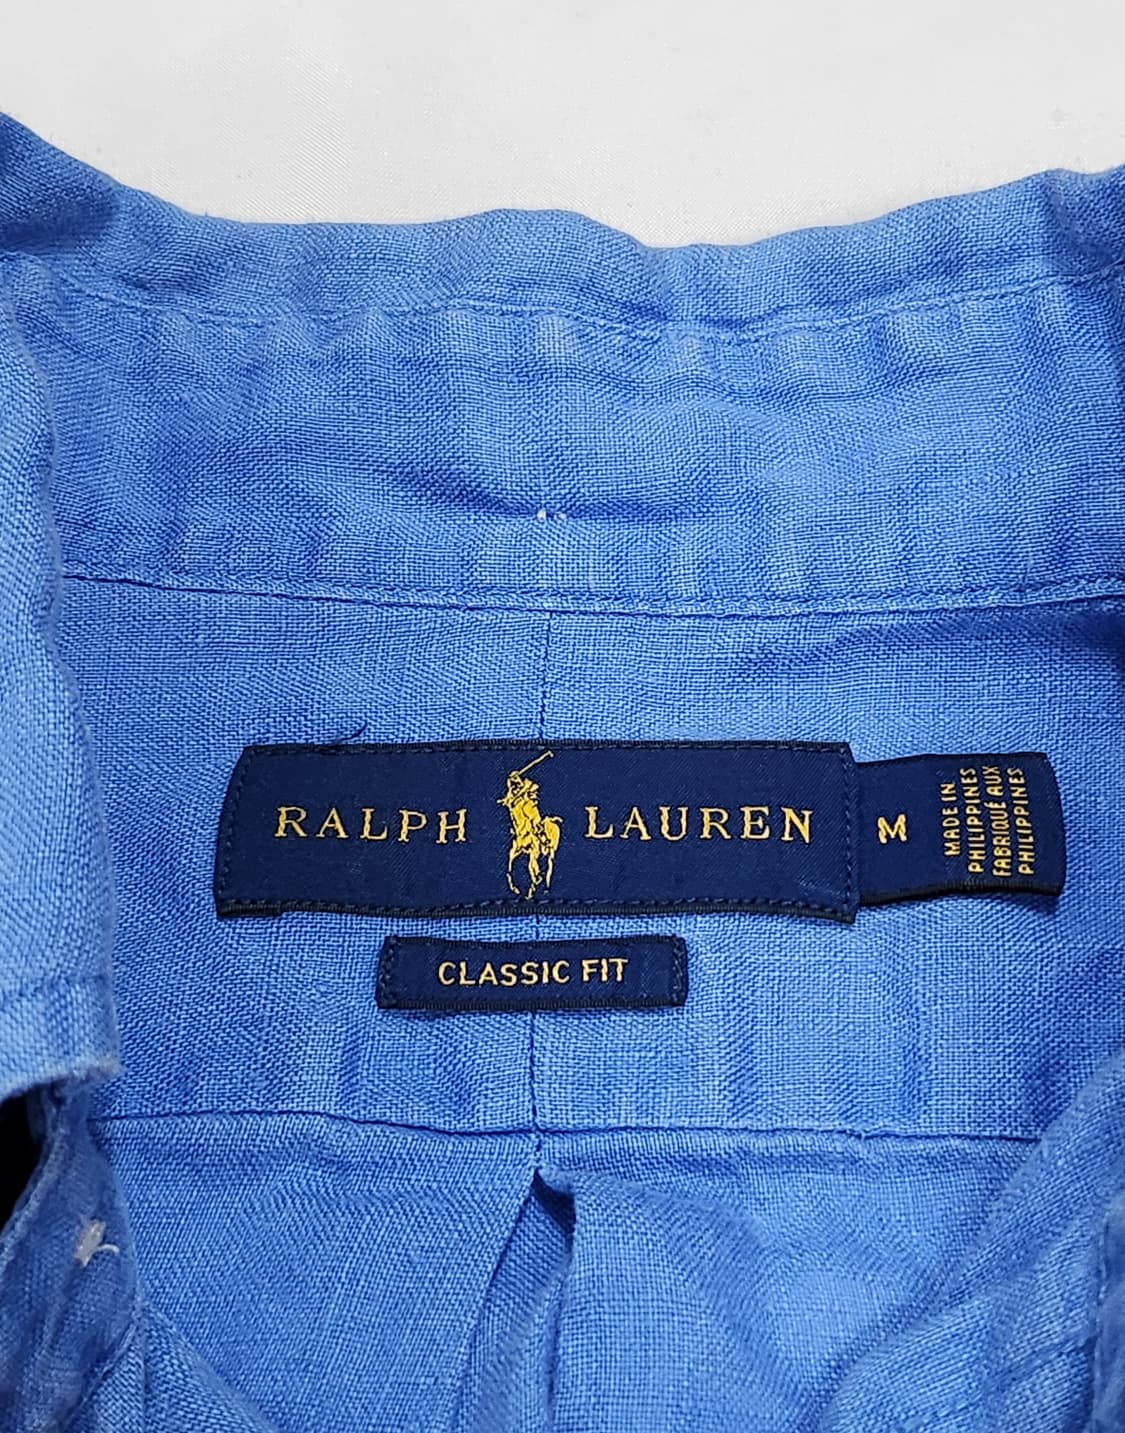 RALPH LAUREN
M
MADE IN
PHILIPPINES
FABRIQUÉ AUX
PHILIPPINES
CLASSIC FIT